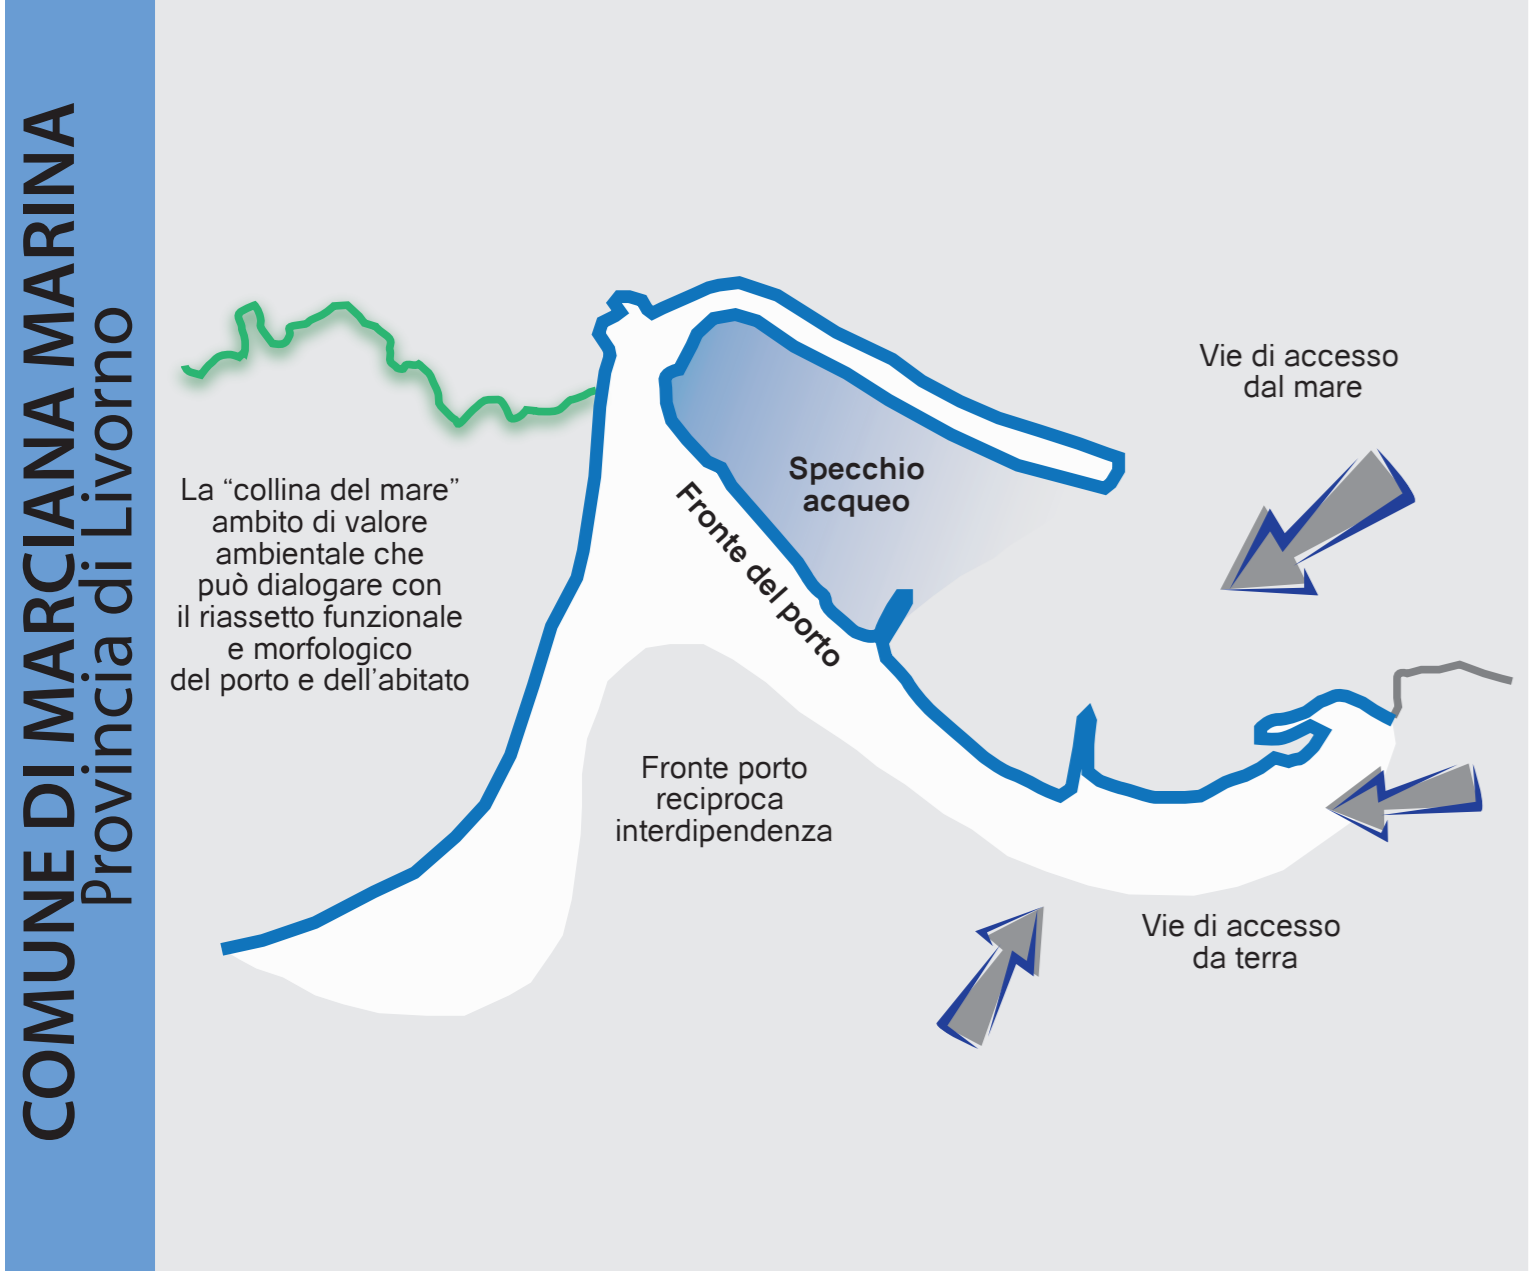 COMUNE DI MARCIANA MARINA
Provincia di Livorno
Vie di accesso
dal mare
Specchio
acqueo
Fronte del porto
La “collina del mare”
ambito di valore
ambientale che
può dialogare con
il riassetto funzionale
e morfologico
del porto e dell’abitato
Fronte porto
reciproca
interdipendenza
Vie di accesso
da terra